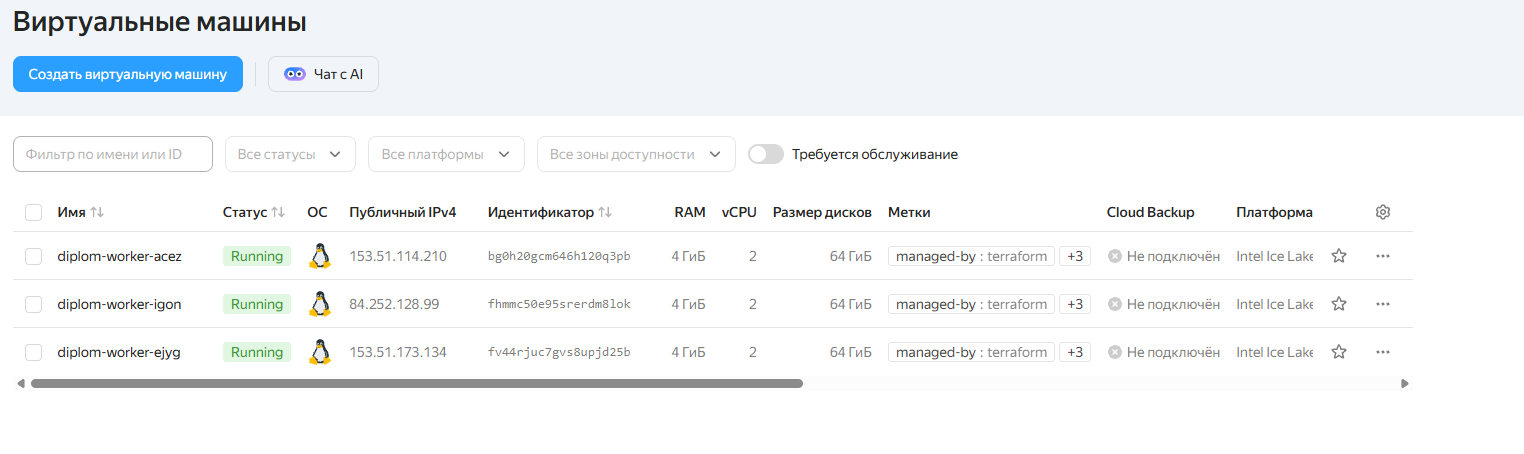 Виртуальные машины
Создать виртуальную машину Чат с AI
Фильтр по имени или ID Все статусы Все платформы Все зоны доступности Требуется обслуживание
Имя Статус ОС Публичный IPv4 Идентификатор RAM vCPU Размер дисков Метки Cloud Backup Платформа
diplom-worker-acez Running 153.51.114.210 bg0h20gcm646h120q3pb 4 ГиБ 2 64 ГиБ managed-by : terraform +3 Не подключён Intel Ice Lake
diplom-worker-igon Running 84.252.128.99 fhmmc50e95srerdm8lok 4 ГиБ 2 64 ГиБ managed-by : terraform +3 Не подключён Intel Ice Lake
diplom-worker-ejyg Running 153.51.173.134 fv44rjuc7gvs8upjd25b 4 ГиБ 2 64 ГиБ managed-by : terraform +3 Не подключён Intel Ice Lake